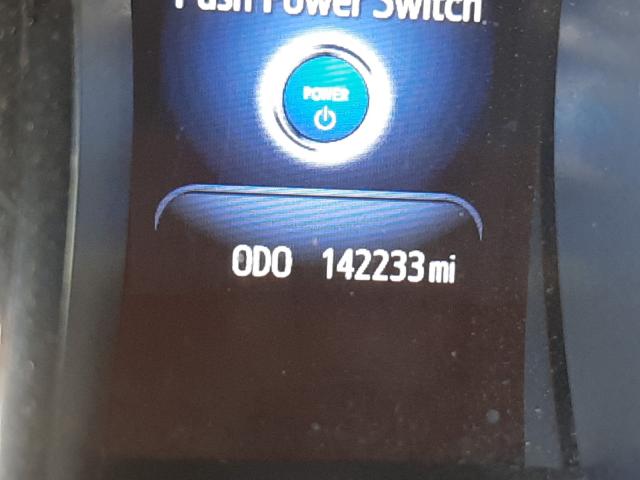 Push Power Switch
POWER
ODO 142233 mi